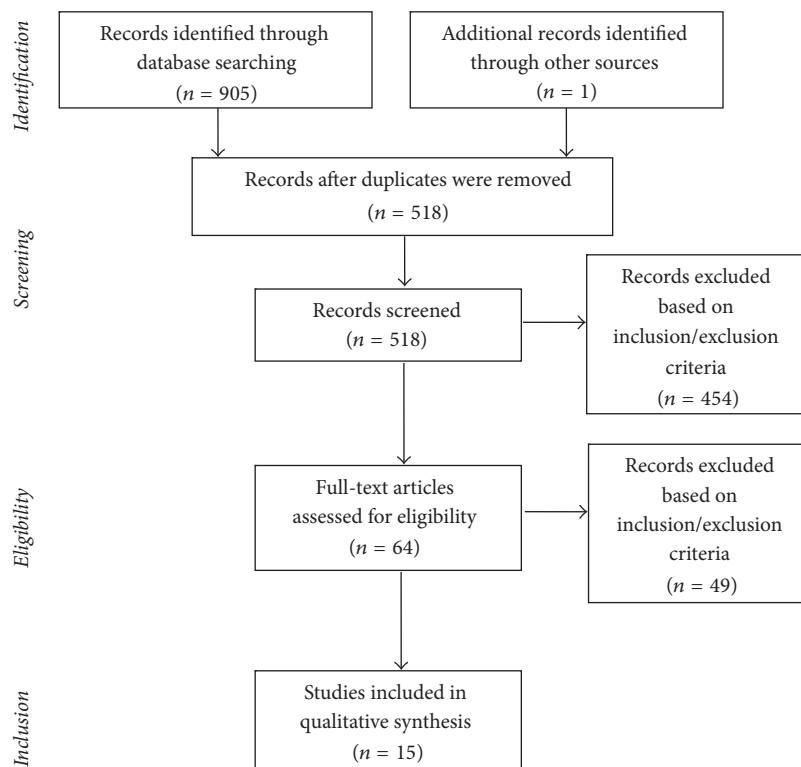 Identification
Records identified through
database searching
(n = 905)
Additional records identified
through other sources
(n = 1)
Records after duplicates were removed
(n = 518)
Screening
Records screened
(n = 518)
Records excluded
based on
inclusion/exclusion
criteria
(n = 454)
Eligibility
Full-text articles
assessed for eligibility
(n = 64)
Records excluded
based on
inclusion/exclusion
criteria
(n = 49)
Inclusion
Studies included in
qualitative synthesis
(n = 15)